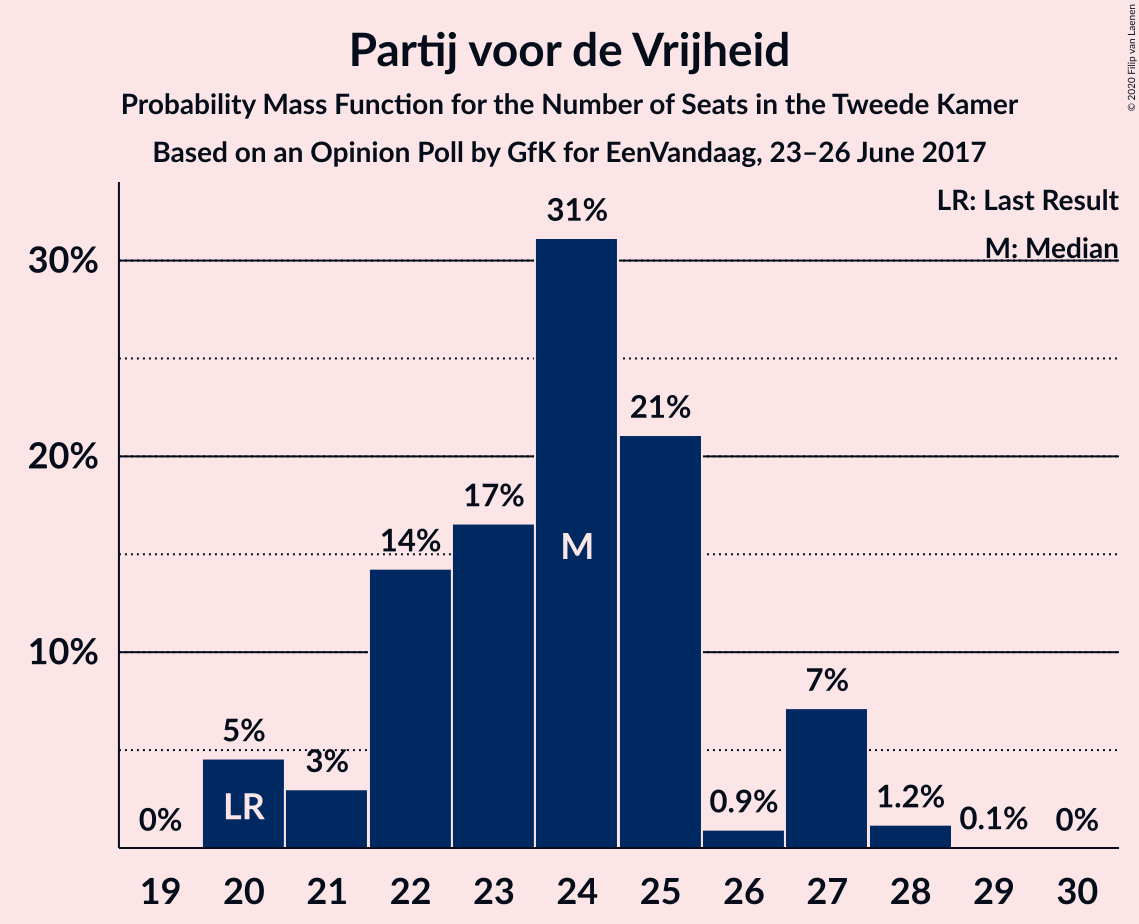 Partij voor de Vrijheid
Probability Mass Function for the Number of Seats in the Tweede Kamer
Based on an Opinion Poll by GfK for EenVandaag, 23–26 June 2017
© 2020 Filip van Laenen
LR: Last Result
M: Median
30%
20%
10%
0%
5%
LR
3%
14%
17%
31%
M
21%
0.9%
7%
1.2%
0.1%
0%
19 20 21 22 23 24 25 26 27 28 29 30